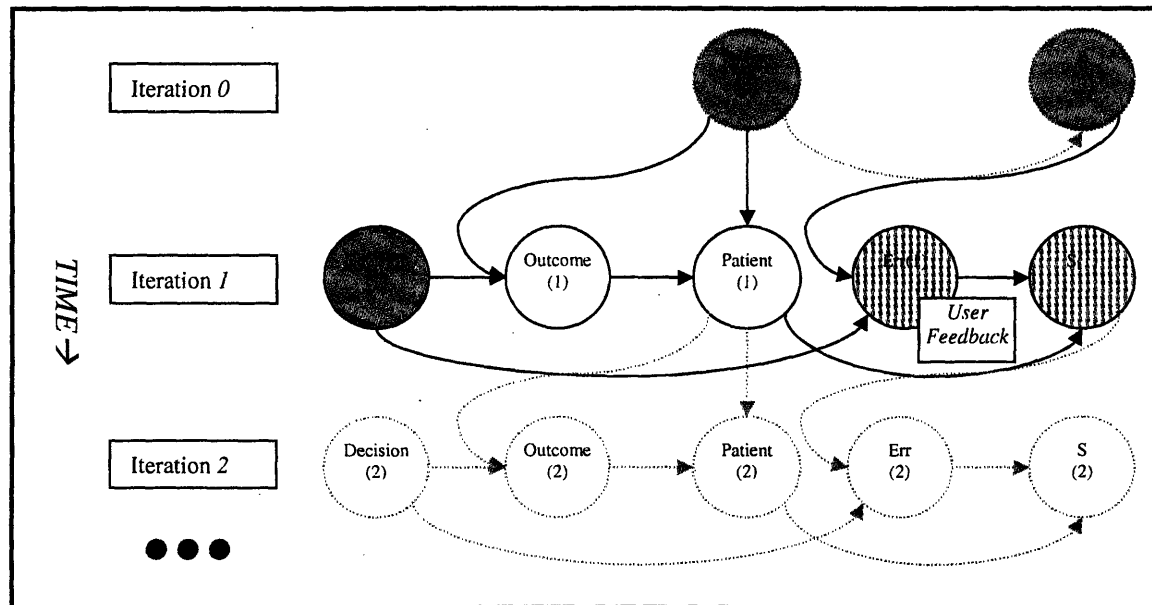 Iteration 0
Iteration 1
Outcome
(1)
Patient
(1)
User
Feedback
TIME →
Iteration 2
Decision
(2)
Outcome
(2)
Patient
(2)
Err
(2)
S
(2)